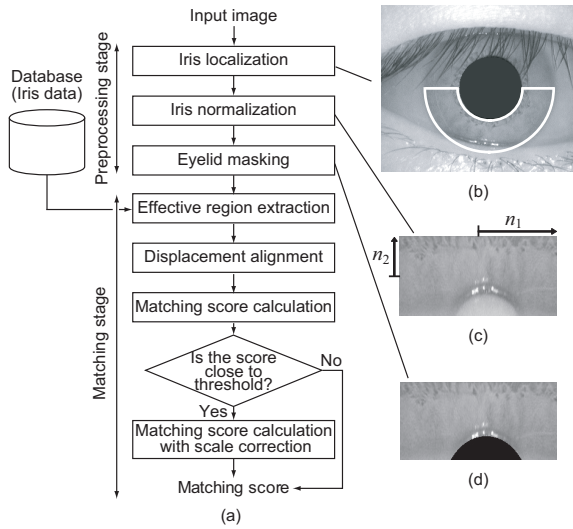 Input image
Iris localization
Iris normalization
Eyelid masking
Effective region extraction
Displacement alignment
Matching score calculation
Is the score
close to
threshold?
No
Yes
Matching score calculation
with scale correction
Matching score
(a)
Database
(Iris data)
Preprocessing stage
Matching stage
(b)
n1
n2
(c)
(d)